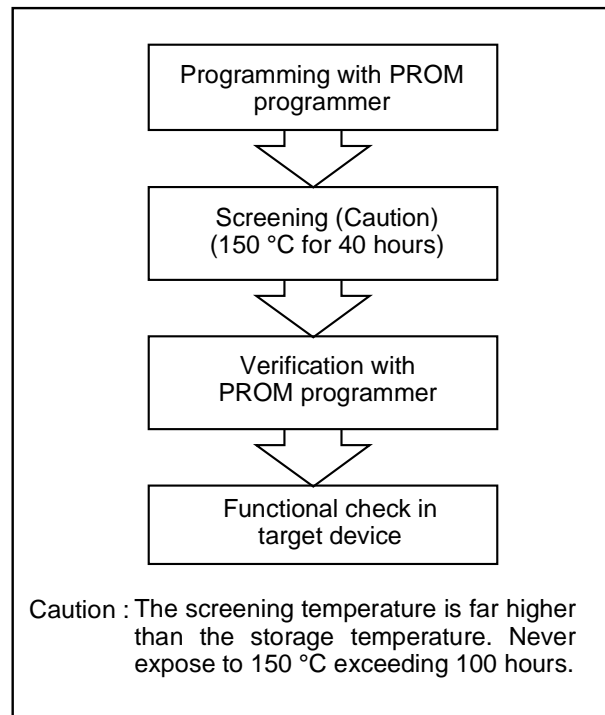 Programming with PROM
programmer
Screening (Caution)
(150 °C for 40 hours)
Verification with
PROM programmer
Functional check in
target device
Caution : The screening temperature is far higher
than the storage temperature. Never
expose to 150 °C exceeding 100 hours.